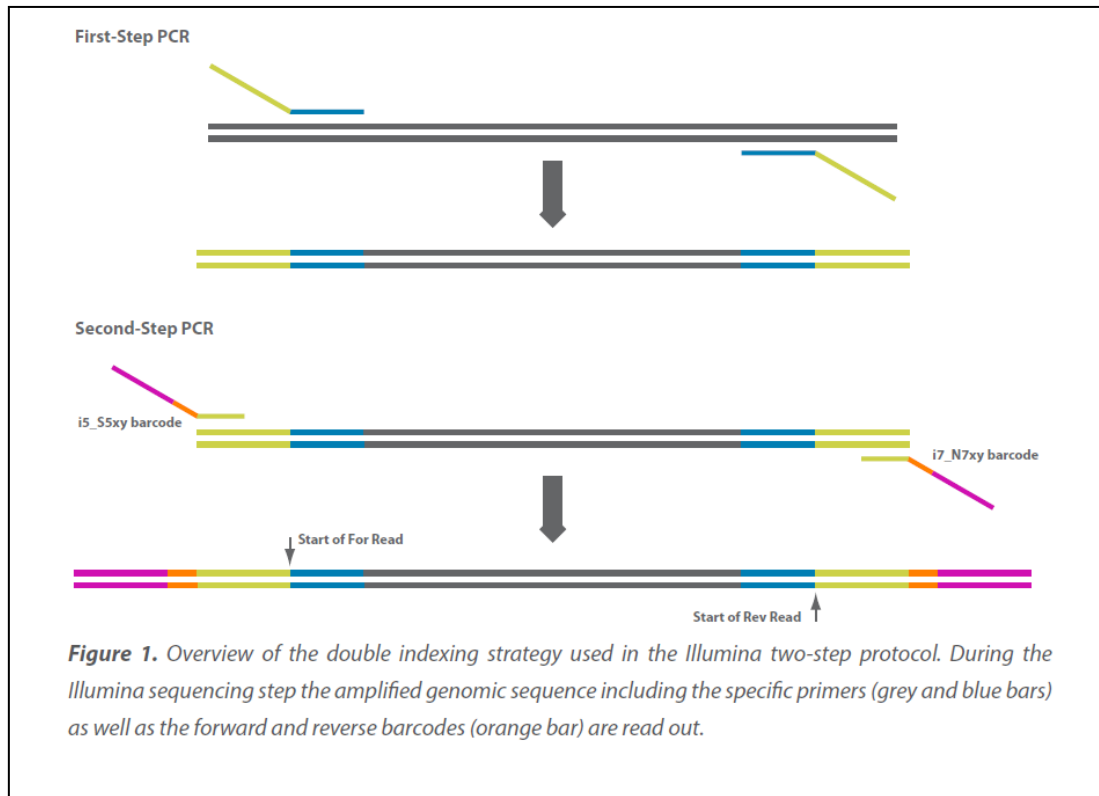 First-Step PCR
Second-Step PCR
i5_S5xy barcode
i7_N7xy barcode
Start of For Read
Start of Rev Read
Figure 1. Overview of the double indexing strategy used in the Illumina two-step protocol. During the
Illumina sequencing step the amplified genomic sequence including the specific primers (grey and blue bars)
as well as the forward and reverse barcodes (orange bar) are read out.